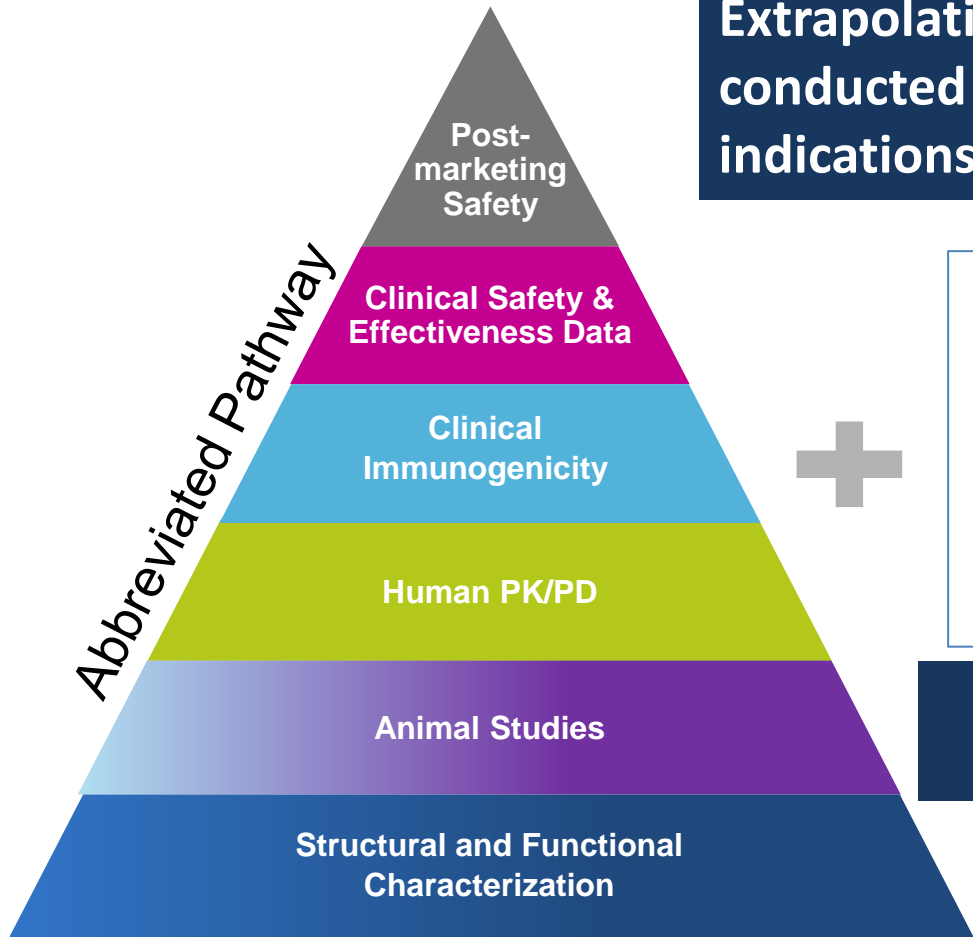 Extrapolati
conducted
indications
Post-
marketing
Safety
Clinical Safety &
Effectiveness Data
Clinical
Immunogenicity
Human PK/PD
Animal Studies
Structural and Functional
Characterization
Abbreviated Pathway